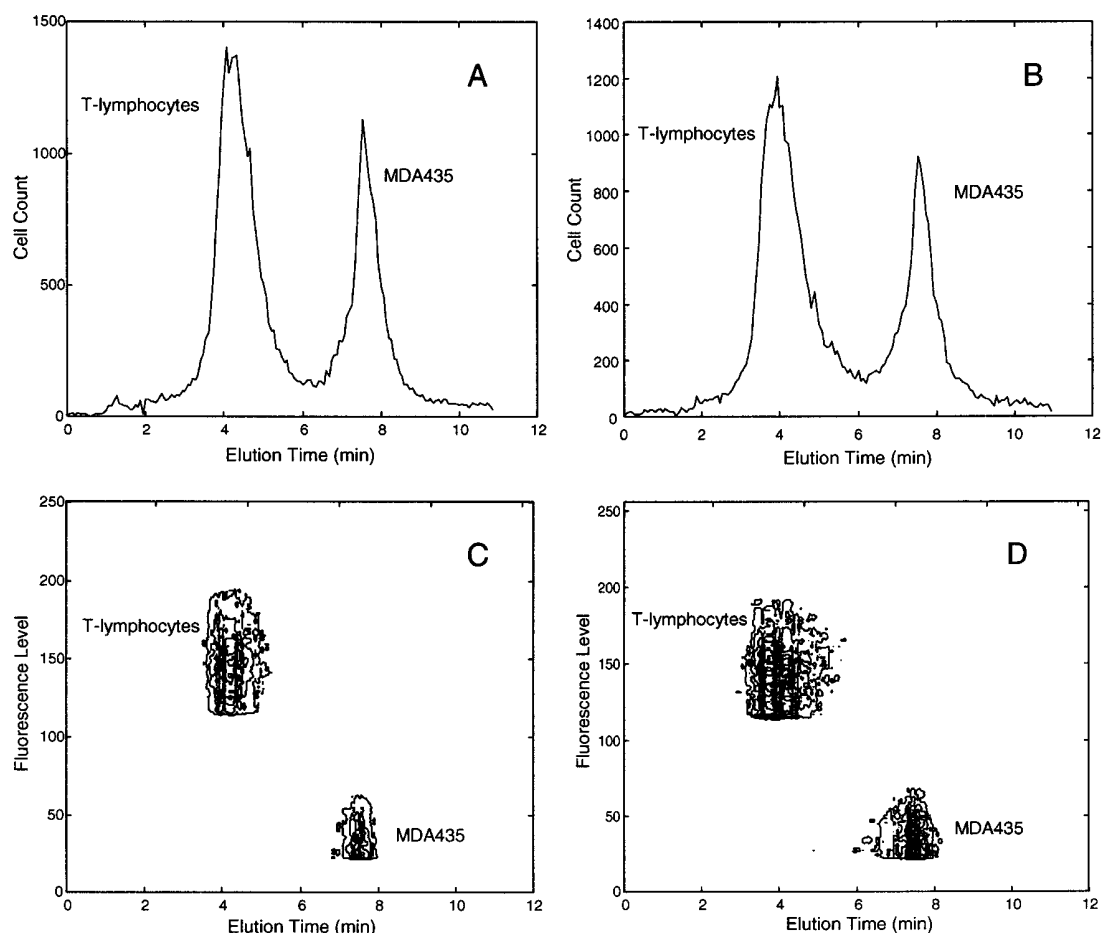 A
T-lymphocytes
MDA435
Cell Count
1500
1000
500
0
0 2 4 6 8 10 12
Elution Time (min)
B
T-lymphocytes
MDA435
Cell Count
1400
1200
1000
800
600
400
200
0
0 2 4 6 8 10 12
Elution Time (min)
C
T-lymphocytes
MDA435
Fluorescence Level
250
200
150
100
50
0
0 2 4 6 8 10 12
Elution Time (min)
D
T-lymphocytes
MDA435
Fluorescence Level
250
200
150
100
50
0
0 2 4 6 8 10 12
Elution Time (min)